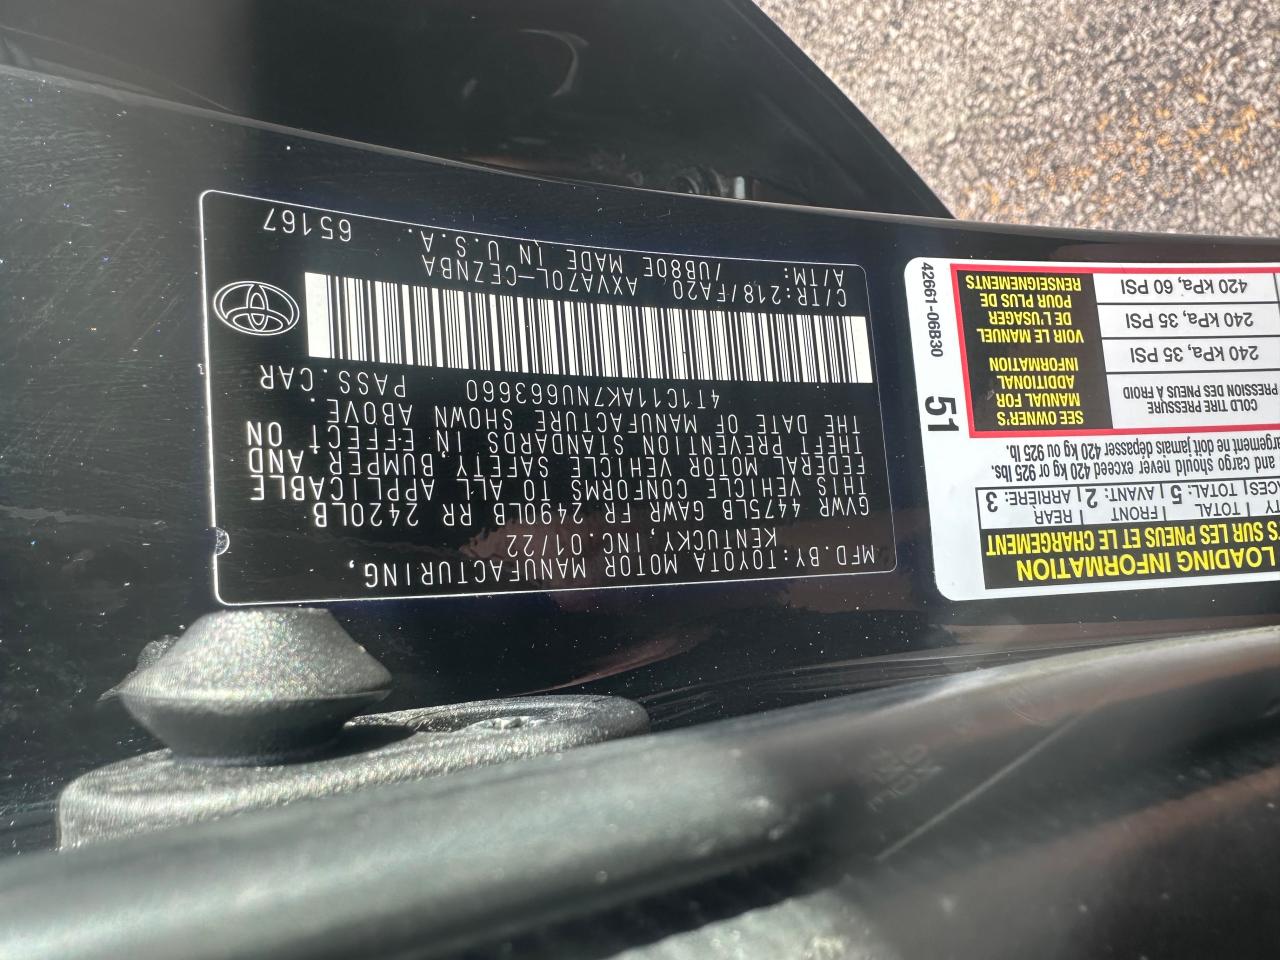 MFD. BY: TOYOTA MOTOR MANUFACTURING,
KENTUCKY, INC. 01/22
GVWR 4475LB GAWR FR 2490LB RR 2420LB
THIS VEHICLE CONFORMS TO ALL APPLICABLE
FEDERAL MOTOR VEHICLE SAFETY, BUMPER, AND
THEFT PREVENTION STANDARDS IN EFFECT ON
THE DATE OF MANUFACTURE SHOWN ABOVE.
4T1C11AK7NU663660 PASS. CAR
C/TR: 218/FA20 AXVA70L-CEZNBA
A/TM: /UB80E MADE IN U.S.A. 65167
LOADING INFORMATION
SUR LES PNEUS ET LE CHARGEMENT
TOTAL FRONT REAR
TOTAL: 5 AVANT: 2 ARRIÈRE: 3
and cargo should never exceed 420 kg or 925 lbs.
ne doit jamais dépasser 420 kg ou 925 lb.
COLD TIRE PRESSURE
PRESSION DES PNEUS À FROID
240 kPa, 35 PSI
240 kPa, 35 PSI
420 kPa, 60 PSI
SEE OWNER'S
MANUAL FOR
ADDITIONAL
INFORMATION
VOIR LE MANUEL
DE L'USAGER
POUR PLUS DE
RENSEIGNEMENTS
51
42661-06B30